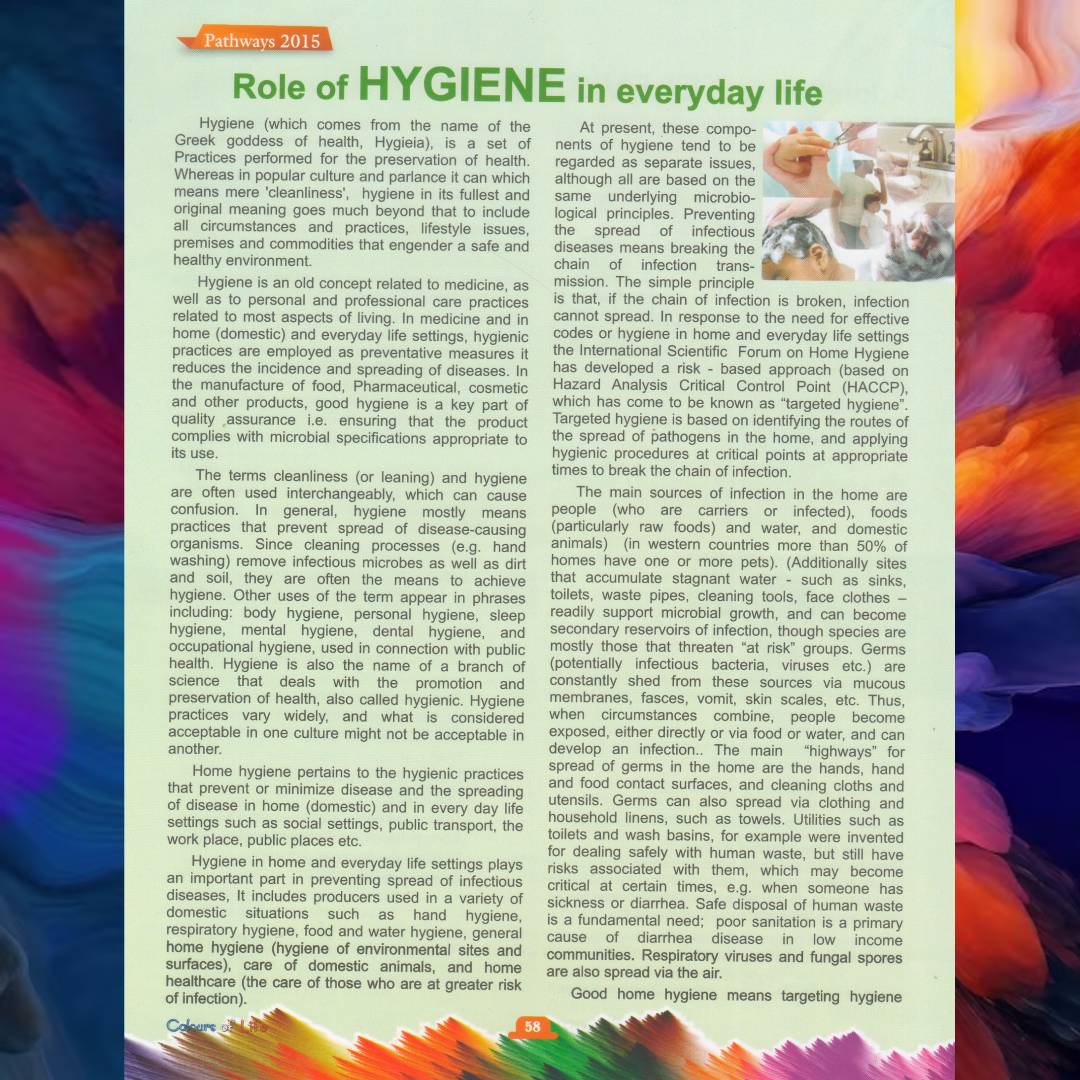 Pathways 2015
Role of HYGIENE in everyday life
Hygiene (which comes from the name of the
Greek goddess of health, Hygieia), is a set of
Practices performed for the preservation of health.
Whereas in popular culture and parlance it can which
means mere 'cleanliness',  hygiene in its fullest and
original meaning goes much beyond that to include
all circumstances and practices, lifestyle issues,
premises and commodities that engender a safe and
healthy environment.
Hygiene is an old concept related to medicine, as
well as to personal and professional care practices
related to most aspects of living. In medicine and in
home (domestic) and everyday life settings, hygienic
practices are employed as preventative measures it
reduces the incidence and spreading of diseases. In
the manufacture of food, Pharmaceutical, cosmetic
and other products, good hygiene is a key part of
quality assurance i.e. ensuring that the product
complies with microbial specifications appropriate to
its use.
The terms cleanliness (or leaning) and hygiene
are often used interchangeably, which can cause
confusion. In general, hygiene mostly means
practices that prevent spread of disease-causing
organisms. Since cleaning processes (e.g. hand
washing) remove infectious microbes as well as dirt
and soil, they are often the means to achieve
hygiene. Other uses of the term appear in phrases
including: body hygiene, personal hygiene, sleep
hygiene, mental hygiene, dental hygiene, and
occupational hygiene, used in connection with public
health. Hygiene is also the name of a branch of
science that deals with the promotion and
preservation of health, also called hygienic. Hygiene
practices vary widely, and what is considered
acceptable in one culture might not be acceptable in
another.
Home hygiene pertains to the hygienic practices
that prevent or minimize disease and the spreading
of disease in home (domestic) and in every day life
settings such as social settings, public transport, the
work place, public places etc.
Hygiene in home and everyday life settings plays
an important part in preventing spread of infectious
diseases, It includes producers used in a variety of
domestic situations such as hand hygiene,
respiratory hygiene, food and water hygiene, general
home hygiene (hygiene of environmental sites and
surfaces), care of domestic animals, and home
healthcare (the care of those who are at greater risk
of infection).
At present, these compo-
nents of hygiene tend to be
regarded as separate issues,
although all are based on the
same underlying microbio-
logical principles. Preventing
the spread of infectious
diseases means breaking the
chain of infection trans-
mission. The simple principle
is that, if the chain of infection is broken, infection
cannot spread. In response to the need for effective
codes or hygiene in home and everyday life settings
the International Scientific  Forum on Home Hygiene
has developed a risk - based approach (based on
Hazard Analysis Critical Control Point (HACCP),
which has come to be known as “targeted hygiene”.
Targeted hygiene is based on identifying the routes of
the spread of pathogens in the home, and applying
hygienic procedures at critical points at appropriate
times to break the chain of infection.
The main sources of infection in the home are
people (who are carriers or infected), foods
(particularly raw foods) and water, and domestic
animals)  (in western countries more than 50% of
homes have one or more pets). (Additionally sites
that accumulate stagnant water - such as sinks,
toilets, waste pipes, cleaning tools, face clothes –
readily support microbial growth, and can become
secondary reservoirs of infection, though species are
mostly those that threaten “at risk” groups. Germs
(potentially infectious bacteria, viruses etc.) are
constantly shed from these sources via mucous
membranes, fasces, vomit, skin scales, etc. Thus,
when circumstances combine, people become
exposed, either directly or via food or water, and can
develop an infection.. The main  “highways” for
spread of germs in the home are the hands, hand
and food contact surfaces, and cleaning cloths and
utensils. Germs can also spread via clothing and
household linens, such as towels. Utilities such as
toilets and wash basins, for example were invented
for dealing safely with human waste, but still have
risks associated with them, which may become
critical at certain times, e.g. when someone has
sickness or diarrhea. Safe disposal of human waste
is a fundamental need;  poor sanitation is a primary
cause of diarrhea disease in low income
communities. Respiratory viruses and fungal spores
are also spread via the air.
Good home hygiene means targeting hygiene
Colours of Life
58